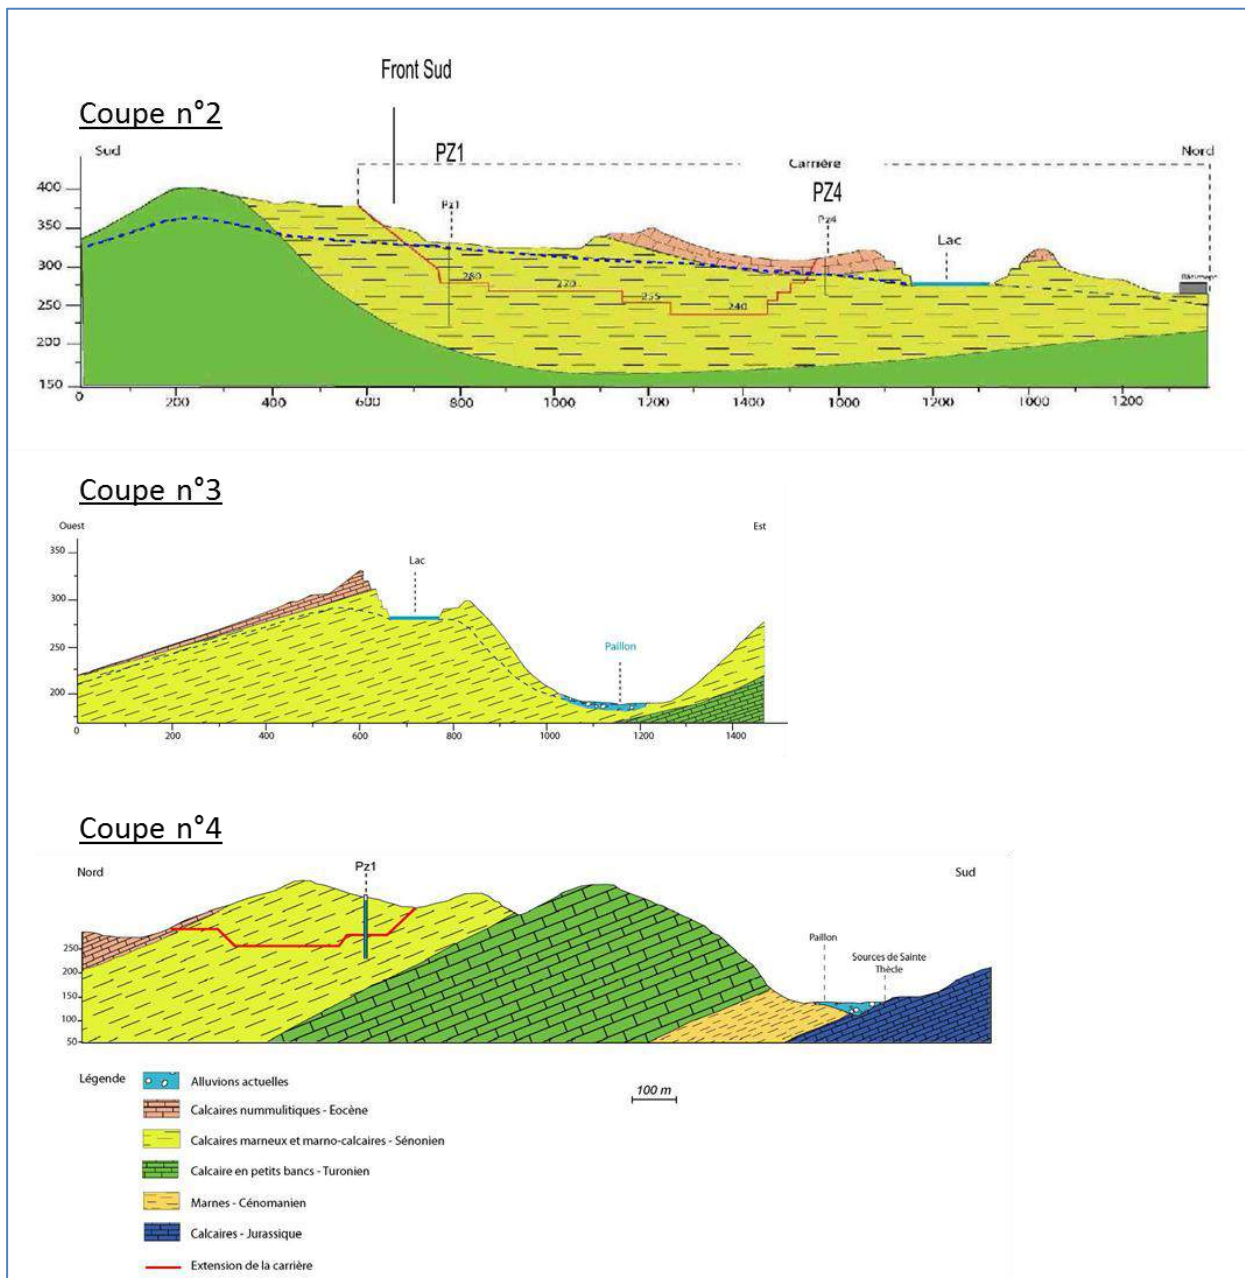 Front Sud
Coupe n°2
Sud
PZ1
Carrière
Nord
PZ4
Pz1
Pz4
Lac
400
350
300
250
200
150
280
270
255
240
Bâtiment
0 200 400 600 800 1000 1200 1400 1000 1200 1000 1200
Coupe n°3
Ouest
Est
350
300
250
200
Lac
Paillon
0 200 400 600 800 1000 1200 1400
Coupe n°4
Nord
Pz1
Sud
250
200
150
100
50
Paillon
Sources de Sainte
Thècle
Légende
Alluvions actuelles
100 m
Calcaires nummulitiques - Eocène
Calcaires marneux et marno-calcaires - Sénonien
Calcaire en petits bancs - Turonien
Marnes - Cénomanien
Calcaires - Jurassique
Extension de la carrière